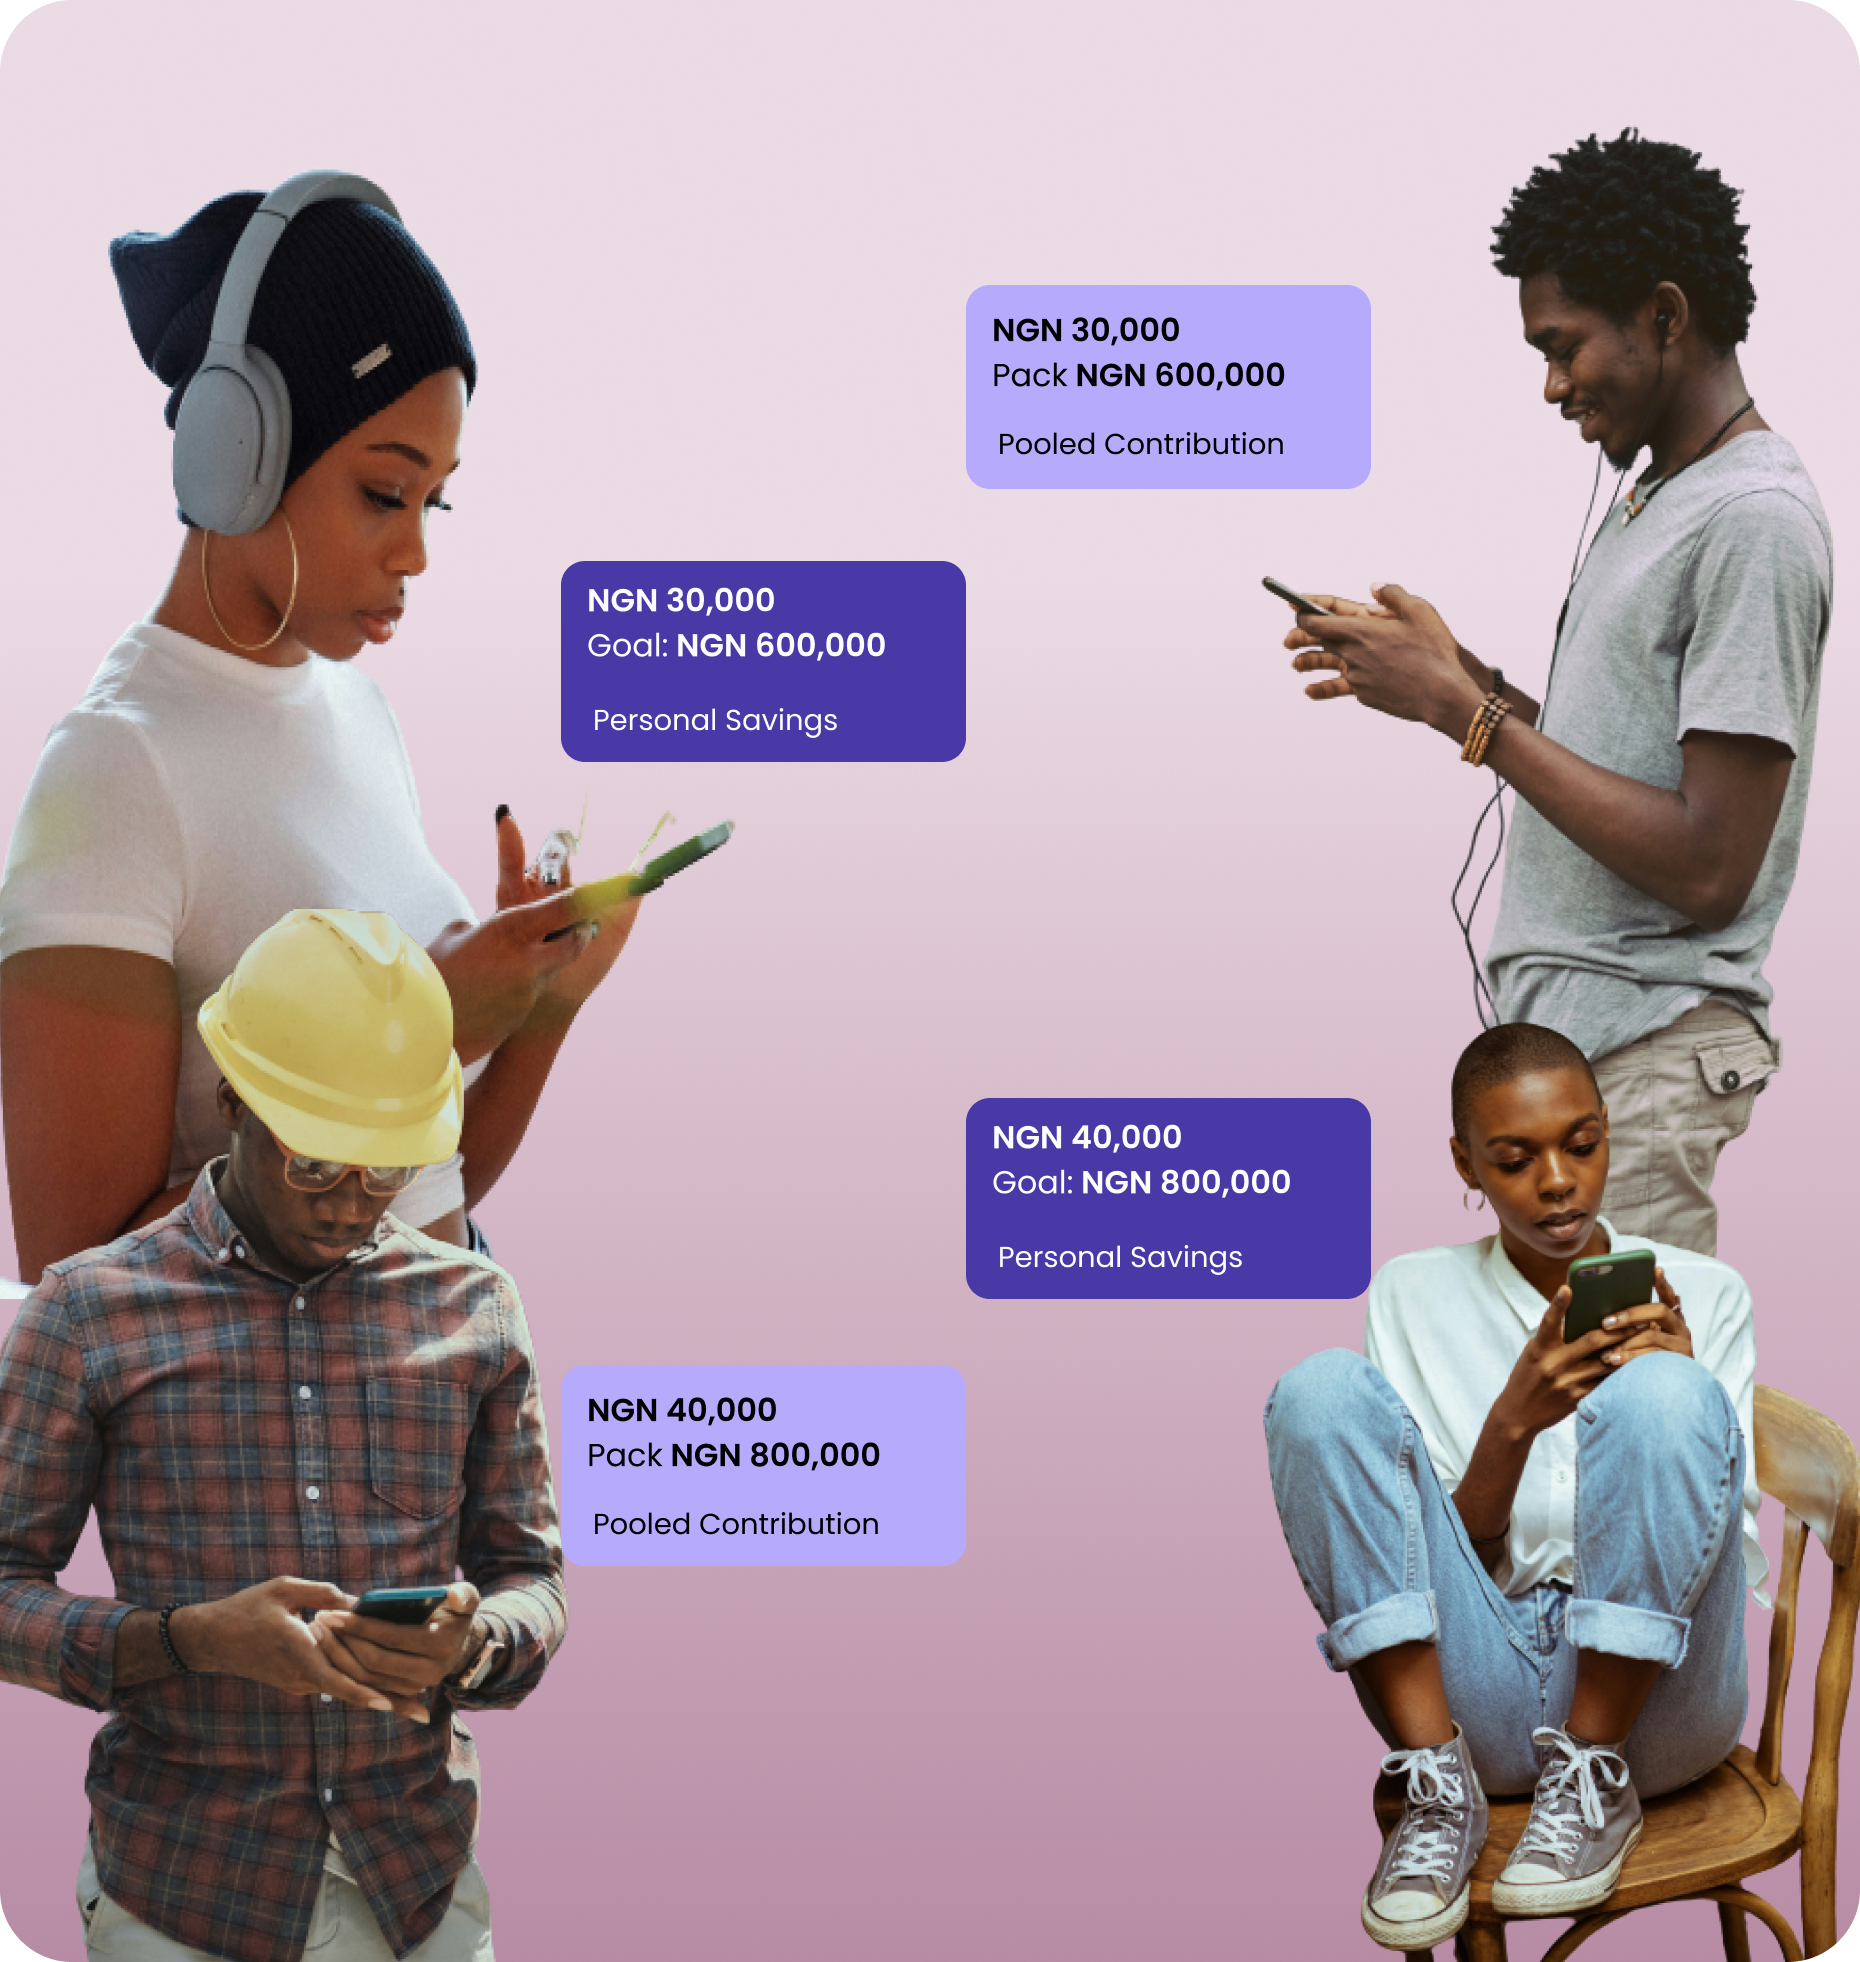 NGN 30,000
Pack NGN 600,000
Pooled Contribution
NGN 30,000
Goal: NGN 600,000
Personal Savings
NGN 40,000
Goal: NGN 800,000
Personal Savings
NGN 40,000
Pack NGN 800,000
Pooled Contribution